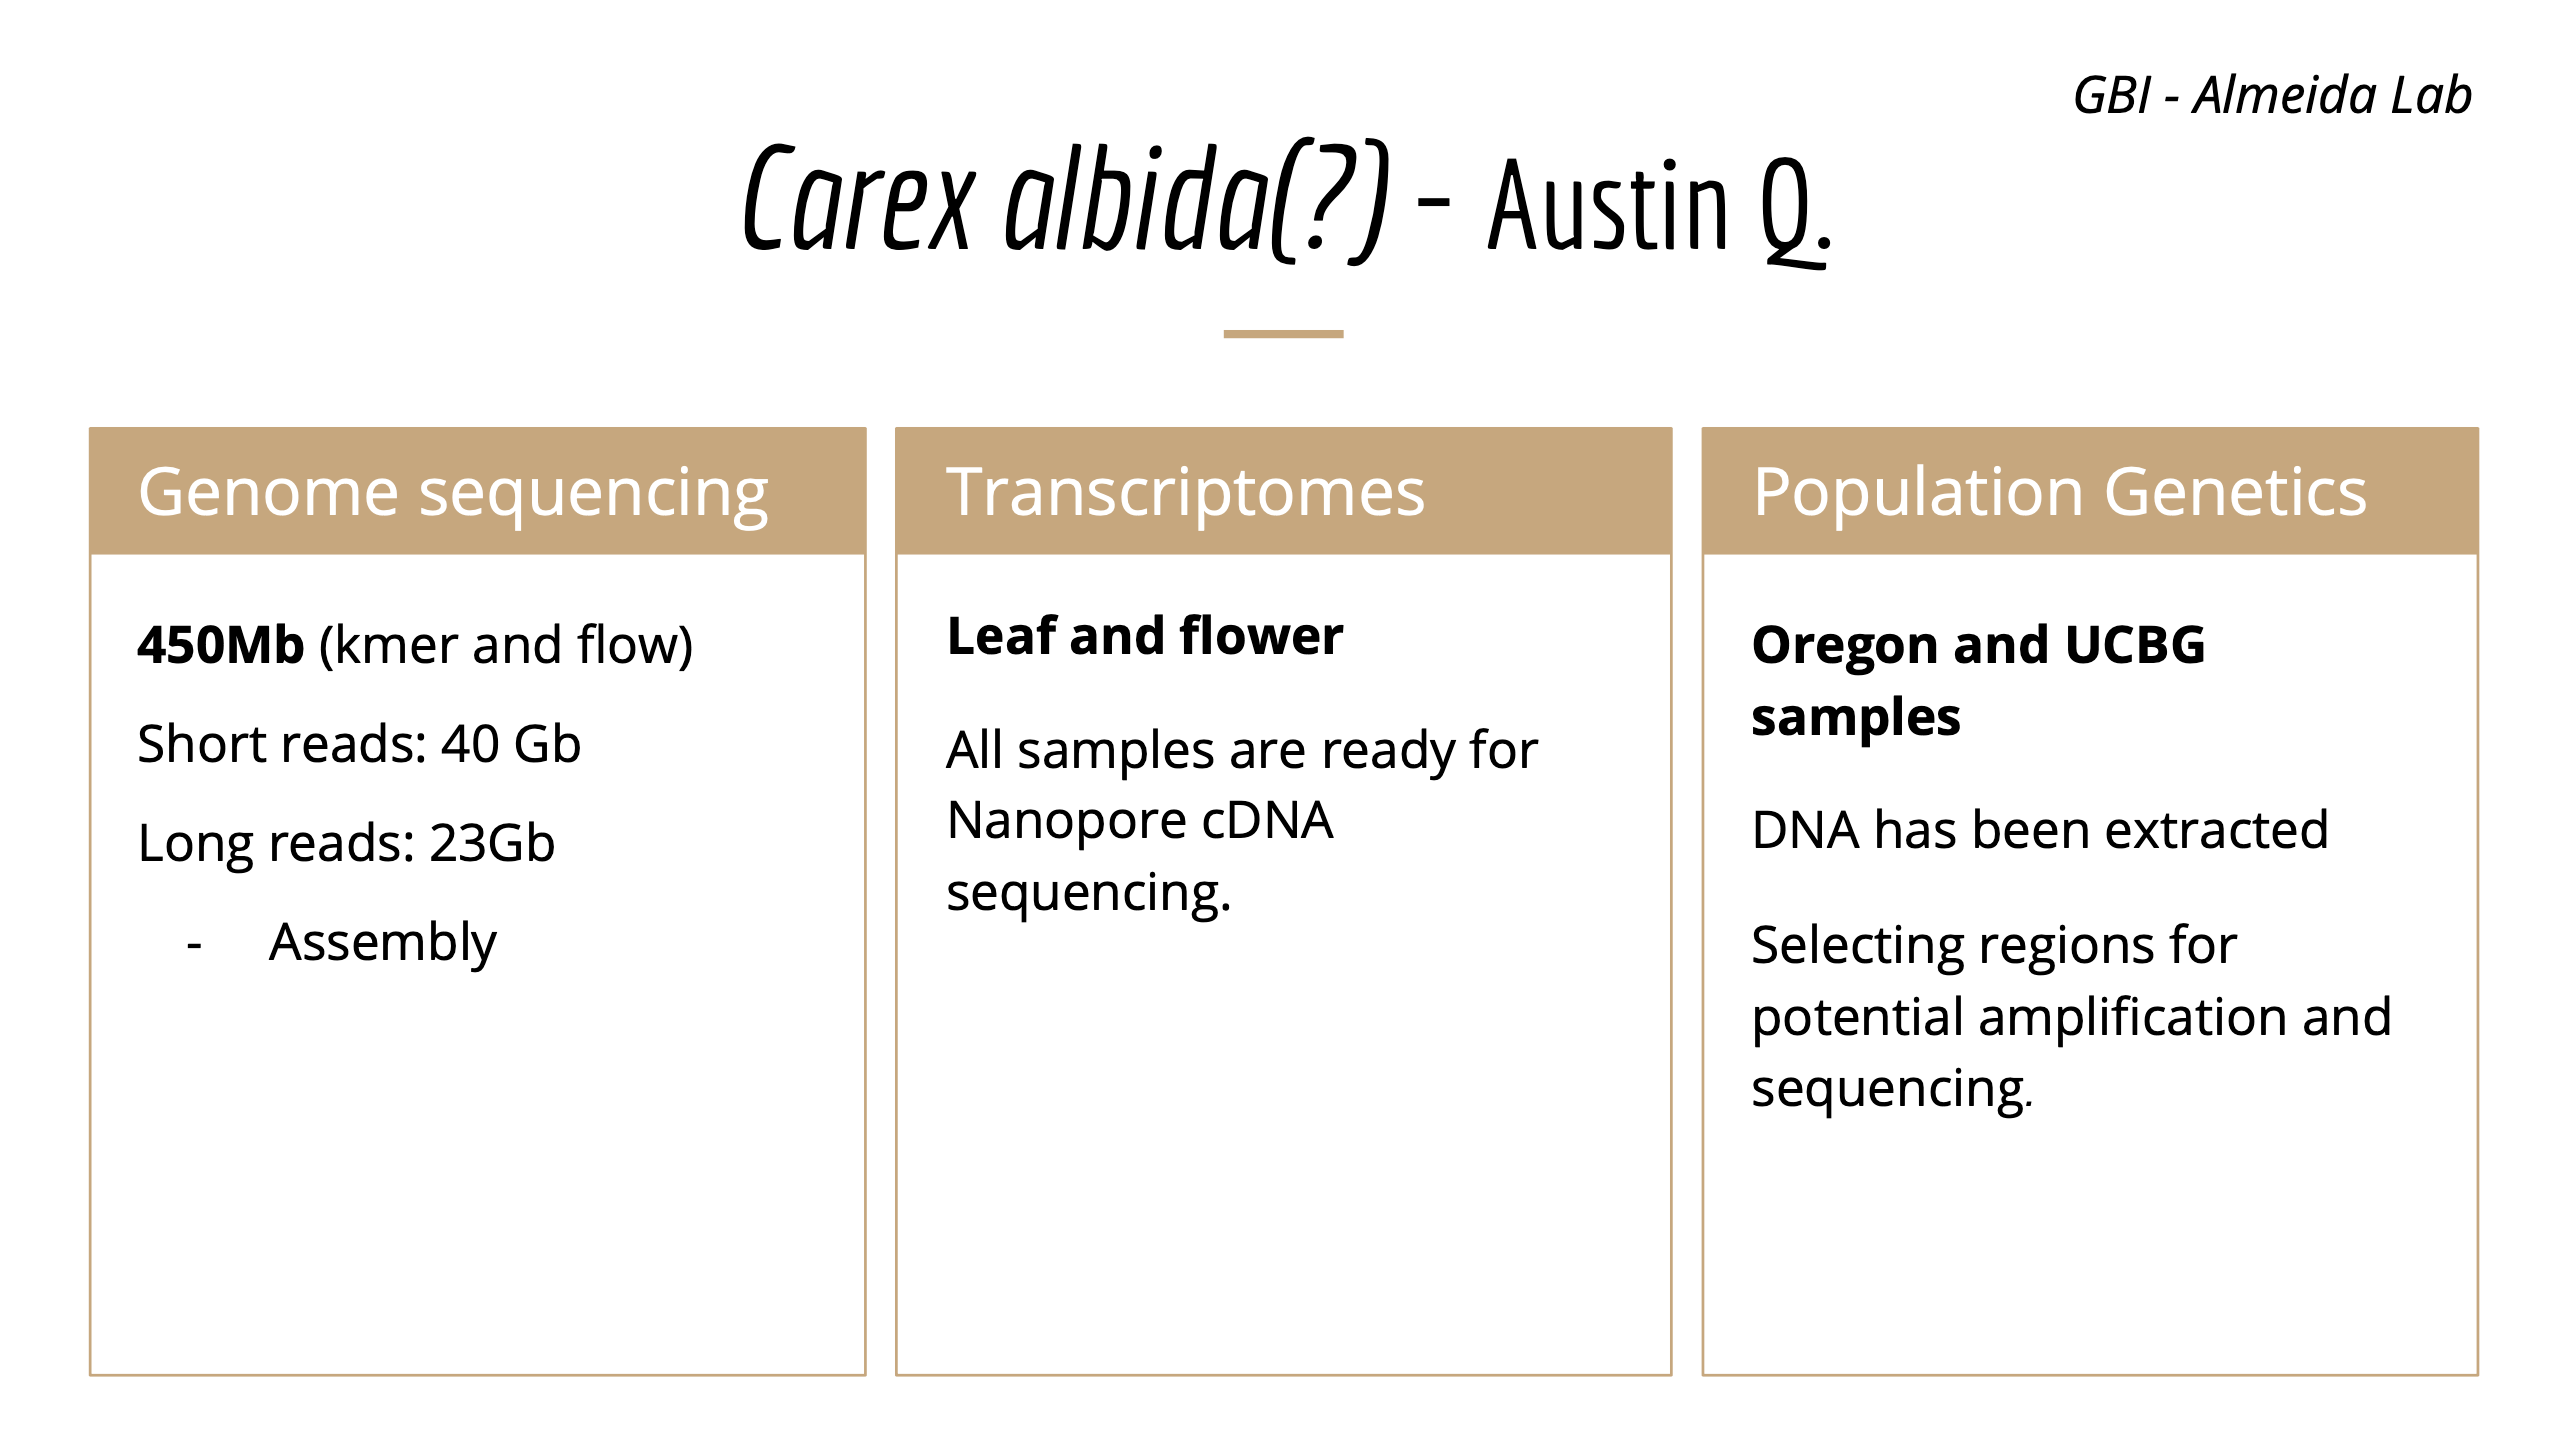 GBI - Almeida Lab
Carex albida(?) - Austin Q.
Genome sequencing
450Mb (kmer and flow)
Short reads: 40 Gb
Long reads: 23Gb
- Assembly
Transcriptomes
Leaf and flower
All samples are ready for
Nanopore cDNA
sequencing.
Population Genetics
Oregon and UCBG
samples
DNA has been extracted
Selecting regions for
potential amplification and
sequencing.